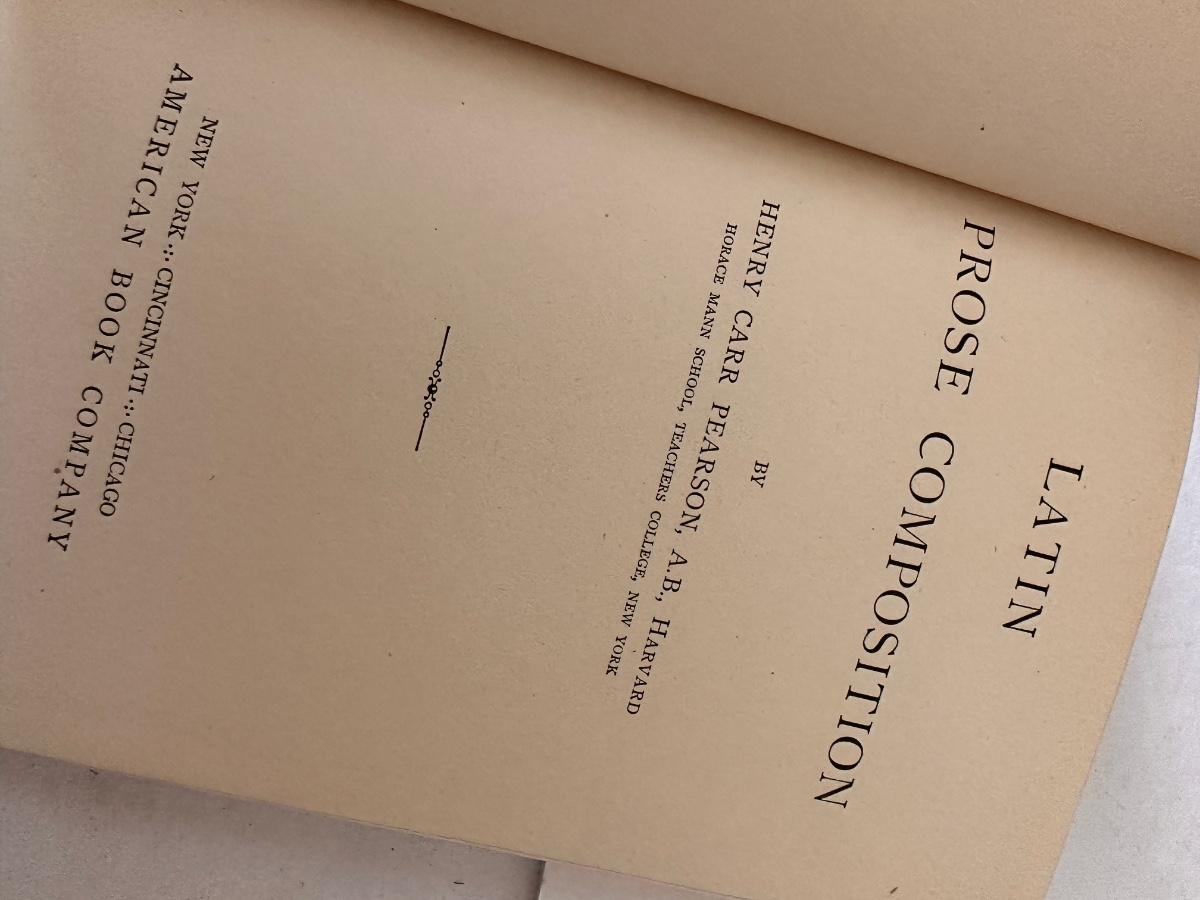 LATIN
PROSE COMPOSITION
BY
HENRY CARR PEARSON, A.B., HARVARD
HORACE MANN SCHOOL, TEACHERS COLLEGE, NEW YORK
NEW YORK ·:· CINCINNATI ·:· CHICAGO
AMERICAN BOOK COMPANY